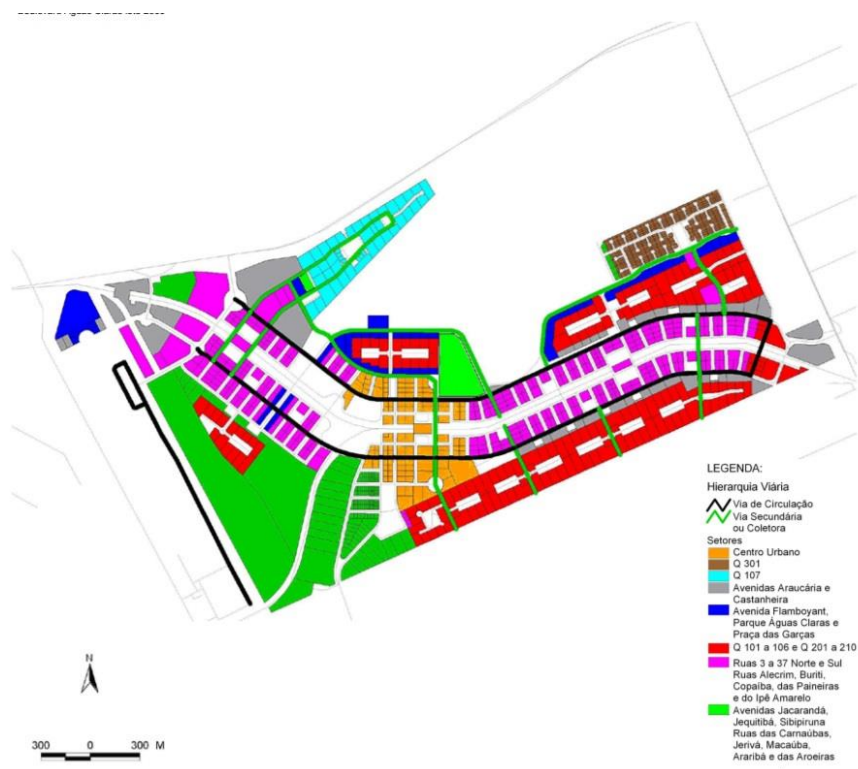 LEGENDA:
Hierarquia Viária
Via de Circulação
Via Secundária
ou Coletora
Setores
Centro Urbano
Q 301
Q 107
Avenidas Araucária e
Castanheira
Avenida Flamboyant,
Parque Águas Claras e
Praça das Garças
Q 101 a 106 e Q 201 a 210
Ruas 3 a 37 Norte e Sul
Ruas Alecrim, Buriti,
Copaíba, das Paineiras
e do Ipê Amarelo
Avenidas Jacarandá,
Jequitibá, Sibipiruna
Ruas das Carnaúbas,
Jerivá, Macaúba,
Araribá e das Aroeiras
N
300 0 300 M